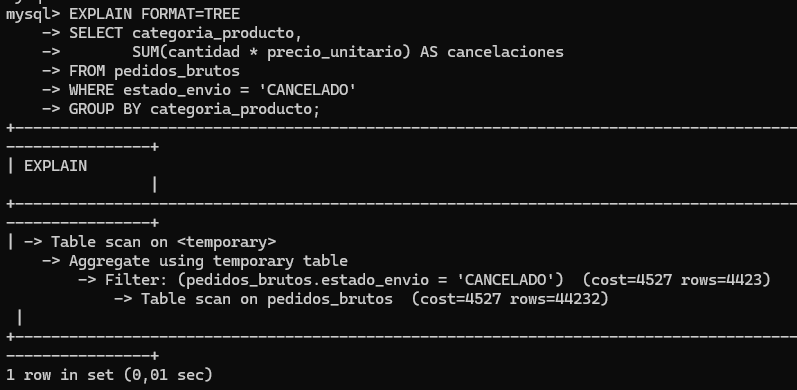 mysql> EXPLAIN FORMAT=TREE
    -> SELECT categoria_producto,
    ->        SUM(cantidad * precio_unitario) AS cancelaciones
    -> FROM pedidos_brutos
    -> WHERE estado_envio = 'CANCELADO'
    -> GROUP BY categoria_producto;
+---------------------------------------------------------------------------------------
----------------+
| EXPLAIN
                |
+---------------------------------------------------------------------------------------
----------------+
| -> Table scan on <temporary>
    -> Aggregate using temporary table
        -> Filter: (pedidos_brutos.estado_envio = 'CANCELADO')  (cost=4527 rows=4423)
            -> Table scan on pedidos_brutos  (cost=4527 rows=44232)
 |
+---------------------------------------------------------------------------------------
----------------+
1 row in set (0,01 sec)